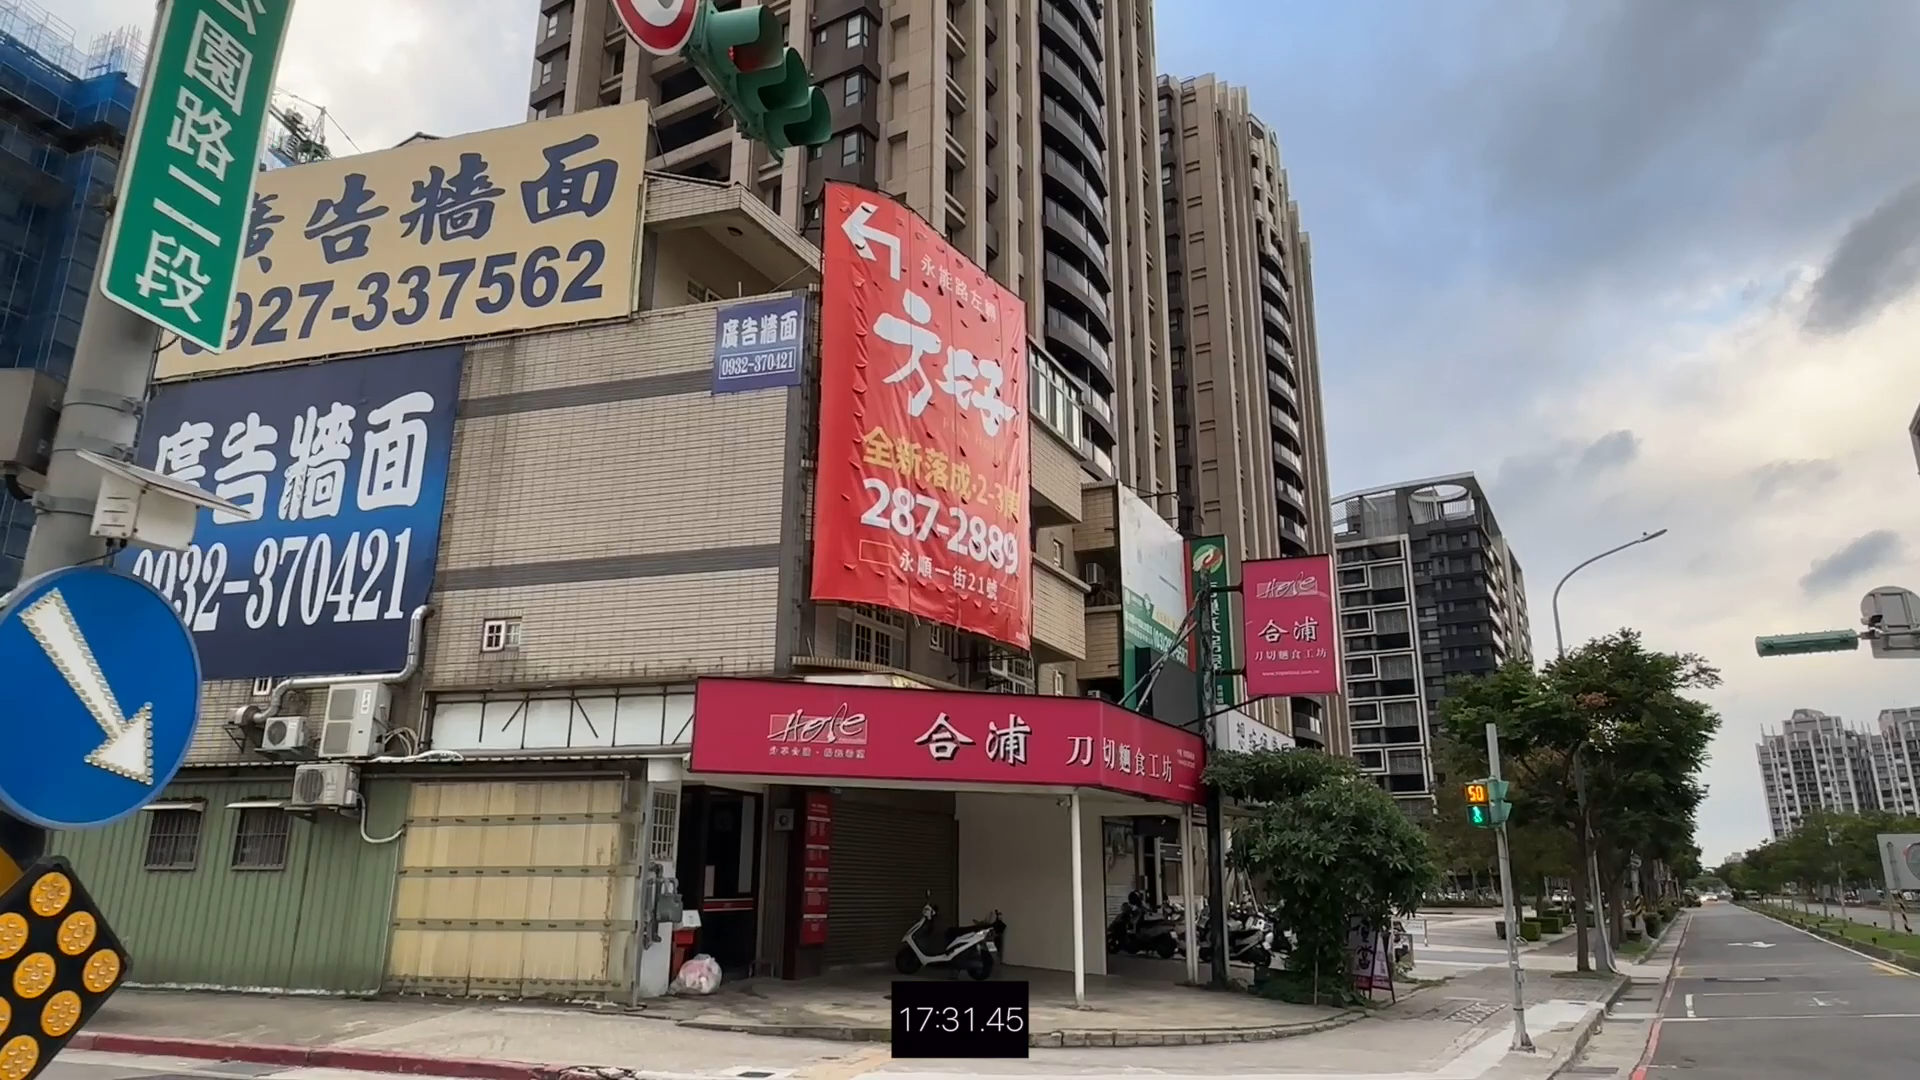 公園路二段
廣告牆面
0927-337562
廣告牆面
0932-370421
廣告牆面
0932-370421
永能路左轉
方好
全新落成·2-3房
287-2889
永順一街21號
Hope
合浦
刀切麵食工坊
Hope
合浦 刀切麵食工坊
50
17:31.45